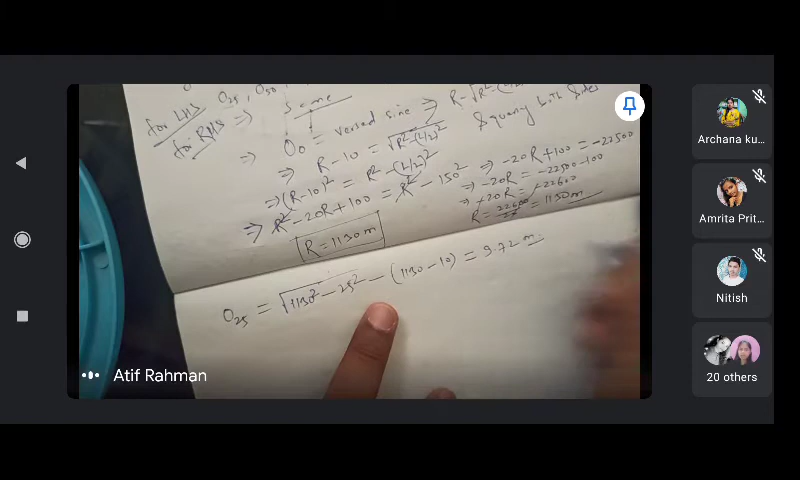 O25, O50,
for LHS
Same
for RHS ⇒
⇒ O0 = versed sine ⇒ R-√R²-(L/2)²
⇒ R-10 = √R²-(L/2)² Squaring both sides
⇒ (R-10)² = R²-(L/2)²
⇒ R² - 20R + 100 = R² - 150² ⇒ -20R+100 = -22500
⇒ -20R = -22500-100
⇒ -20R = -22600
R = 22600/20 = 1130m
R = 1130m
O25 = √1130² - 25² - (1130-10) = 9.72 m.
Atif Rahman
Archana ku...
Amrita Prit...
Nitish
20 others